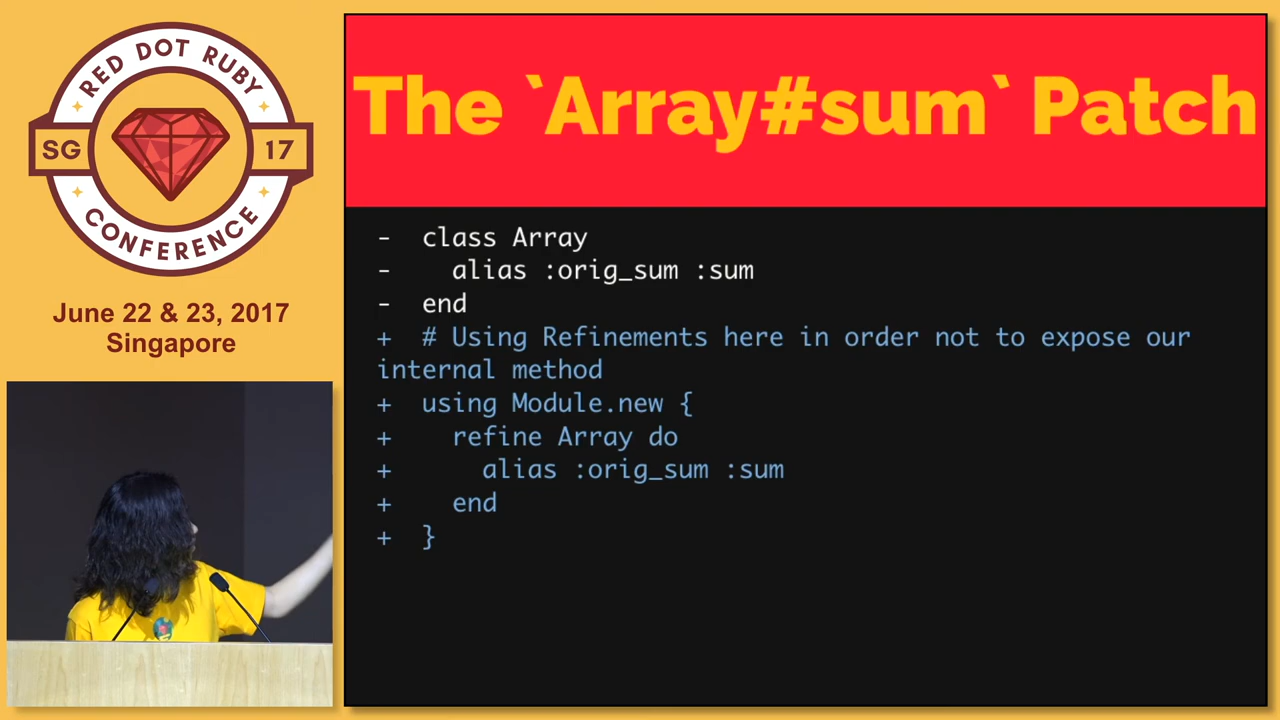 RED DOT RUBY
SG 17
CONFERENCE
June 22 & 23, 2017
Singapore
The `Array#sum` Patch
-  class Array
-    alias :orig_sum :sum
-  end
+  # Using Refinements here in order not to expose our
internal method
+  using Module.new {
+    refine Array do
+      alias :orig_sum :sum
+    end
+  }